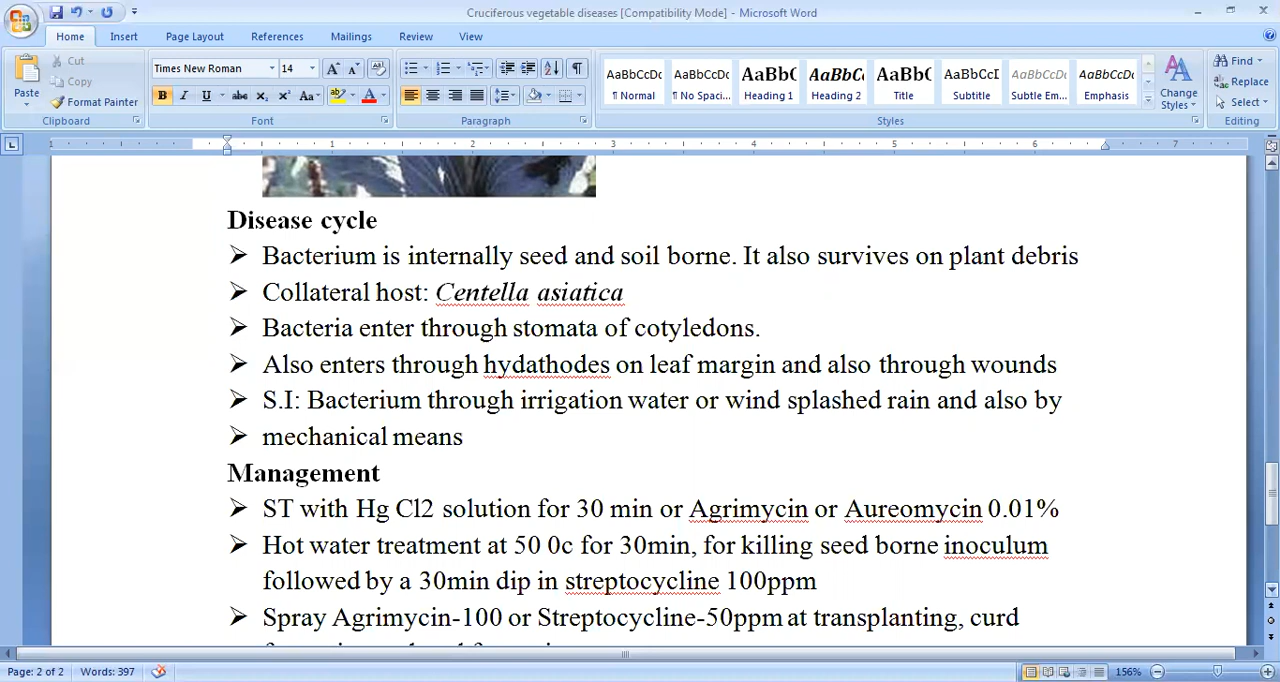 Cruciferous vegetable diseases [Compatibility Mode] - Microsoft Word
Home Insert Page Layout References Mailings Review View
Paste Cut Copy Format Painter
Times New Roman 14
AaBbCcDc AaBbCcDc AaBbC AaBbC AaBbC AaBbCcI AaBbCcDc AaBbCcDc
¶ Normal ¶ No Spaci... Heading 1 Heading 2 Title Subtitle Subtle Em... Emphasis
Change Styles
Find Replace Select
Clipboard Font Paragraph Styles Editing
1 1 2 3 4 5 6 7
Disease cycle
➢ Bacterium is internally seed and soil borne. It also survives on plant debris
➢ Collateral host: Centella asiatica
➢ Bacteria enter through stomata of cotyledons.
➢ Also enters through hydathodes on leaf margin and also through wounds
➢ S.I: Bacterium through irrigation water or wind splashed rain and also by
➢ mechanical means
Management
➢ ST with Hg Cl2 solution for 30 min or Agrimycin or Aureomycin 0.01%
➢ Hot water treatment at 50 0c for 30min, for killing seed borne inoculum
followed by a 30min dip in streptocycline 100ppm
➢ Spray Agrimycin-100 or Streptocycline-50ppm at transplanting, curd
Page: 2 of 2 Words: 397 156%